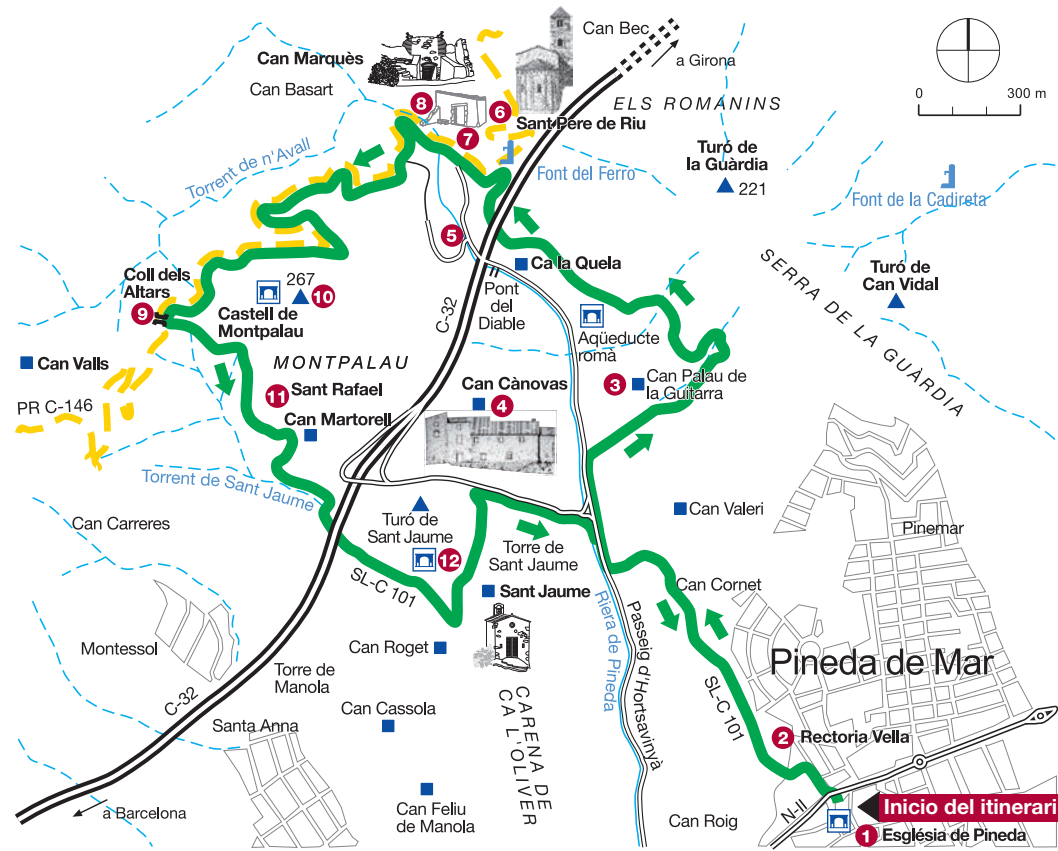 Can Bec
a Girona
0 300 m
Can Marquès
Can Basart
ELS ROMANINS
8
6
Sant Pere de Riu
7
Turó de
la Guàrdia
221
Font del Ferro
Font de la Cadireta
Torrent de n'Avall
5
Ca la Quela
SERRA DE LA GUÀRDIA
Turó de
Can Vidal
Coll dels
Altars
9
267
10
Castell de
Montpalau
Pont
del
Diable
C-32
Aqüeducte
romà
Can Valls
MONTPALAU
3
Can Palau de
la Guitarra
Can Cànovas
4
11
Sant Rafael
Can Martorell
PR C-146
Torrent de Sant Jaume
Can Carreres
Turó de
Sant Jaume
12
Torre de
Sant Jaume
Can Valeri
Pinemar
SL-C 101
Sant Jaume
Can Cornet
Riera de Pineda
Passeig d'Hortsavinyà
Montessol
Can Roget
Pineda de Mar
C-32
Torre de
Manola
SL-C 101
CARENA DE
CA L'OLIVER
Can Cassola
Santa Anna
2
Rectoria Vella
Can Feliu
de Manola
a Barcelona
Can Roig
N-II
Inicio del itinerari
1
Església de Pineda